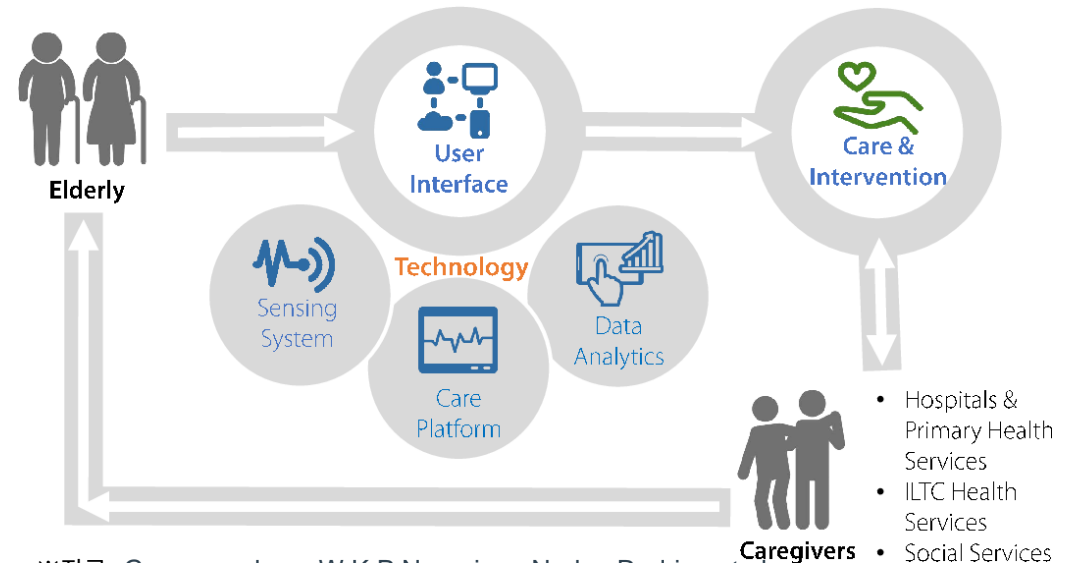 Elderly
User
Interface
Care &
Intervention
Technology
Sensing
System
Care
Platform
Data
Analytics
Caregivers
• Hospitals &
Primary Health
Services
• ILTC Health
Services
• Social Services